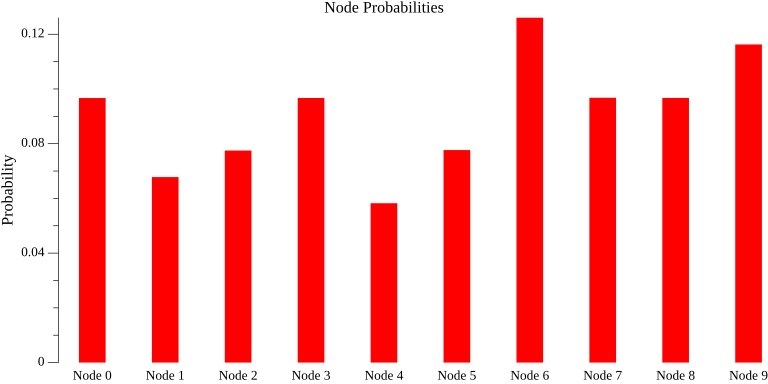 Node Probabilities
Probability
0.12
0.08
0.04
0
Node 0 Node 1 Node 2 Node 3 Node 4 Node 5 Node 6 Node 7 Node 8 Node 9